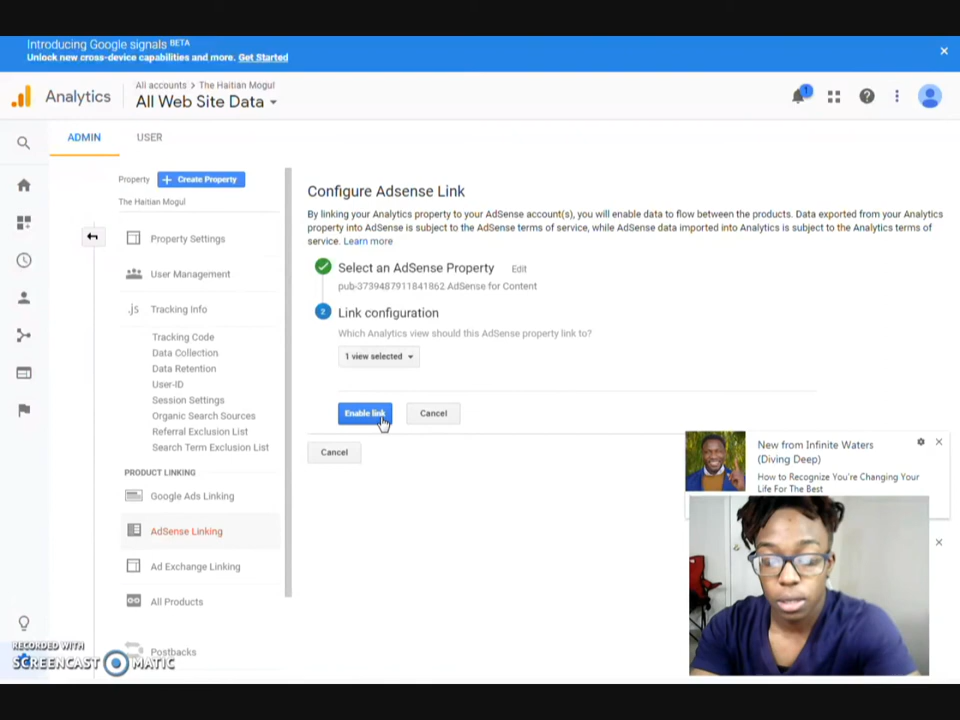 Introducing Google signals BETA
Unlock new cross-device capabilities and more. Get Started
Analytics
All accounts > The Haitian Mogul
All Web Site Data
1
ADMIN
USER
Property
+ Create Property
The Haitian Mogul
Property Settings
User Management
.js Tracking Info
Tracking Code
Data Collection
Data Retention
User-ID
Session Settings
Organic Search Sources
Referral Exclusion List
Search Term Exclusion List
PRODUCT LINKING
Google Ads Linking
AdSense Linking
Ad Exchange Linking
All Products
Postbacks
Configure Adsense Link
By linking your Analytics property to your AdSense account(s), you will enable data to flow between the products. Data exported from your Analytics
property into AdSense is subject to the AdSense terms of service, while AdSense data imported into Analytics is subject to the Analytics terms of
service. Learn more
Select an AdSense Property Edit
pub-3739487911841862 AdSense for Content
2 Link configuration
Which Analytics view should this AdSense property link to?
1 view selected
Enable link
Cancel
Cancel
New from Infinite Waters
(Diving Deep)
How to Recognize You're Changing Your
Life For The Best
RECORDED WITH
SCREENCAST MATIC